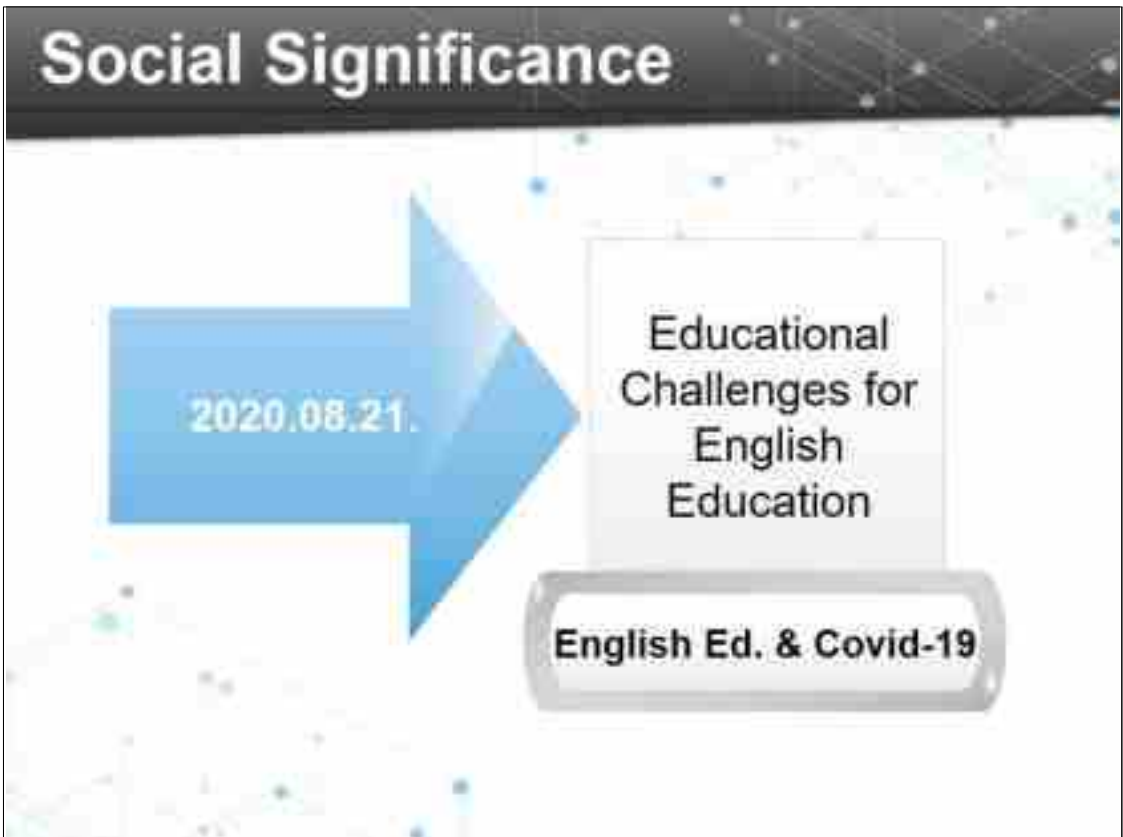 Social Significance
2020.08.21.
Educational
Challenges for
English
Education
English Ed. & Covid-19